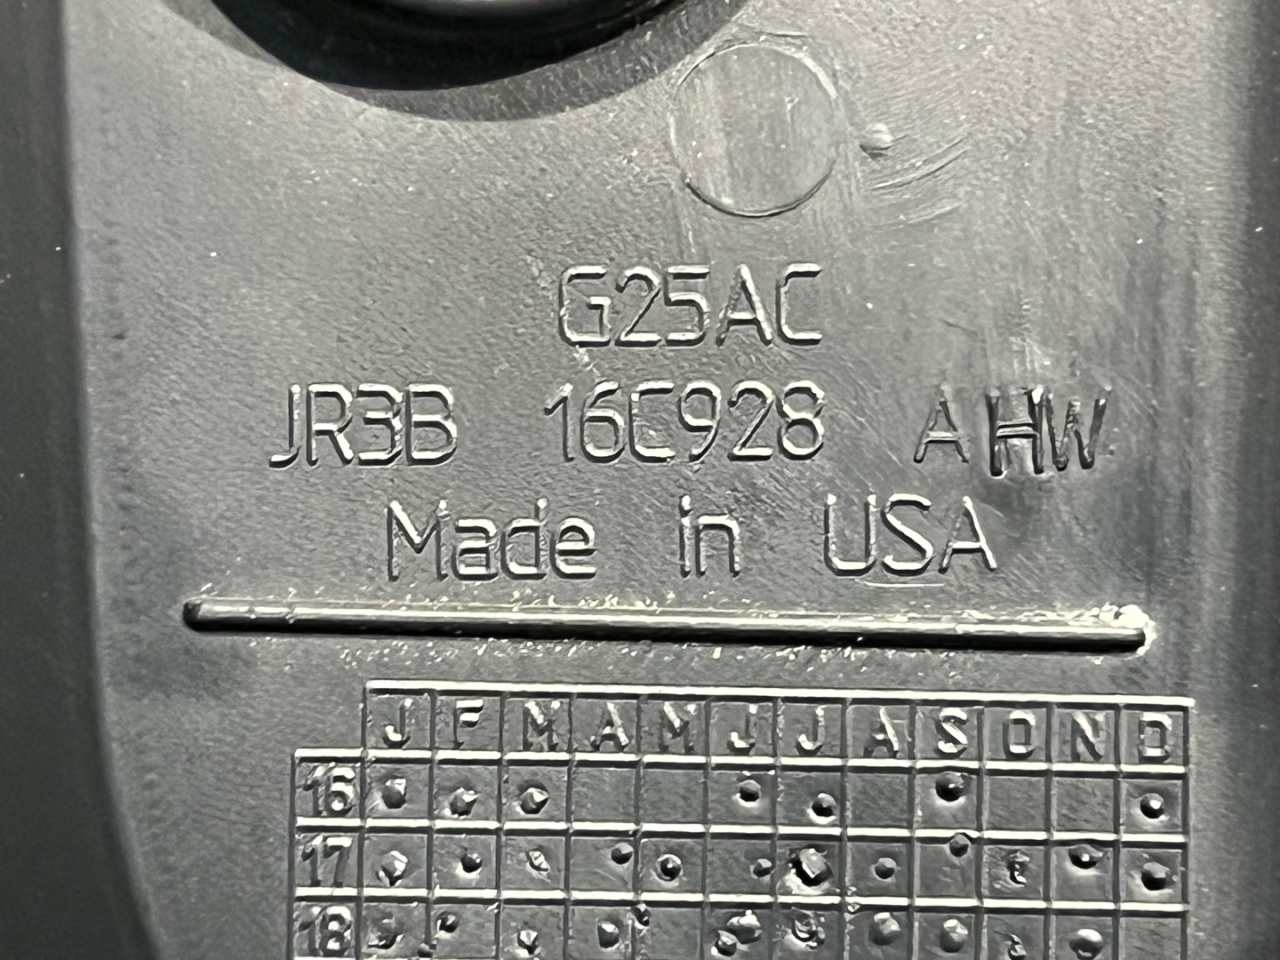 G25AC
JR3B 16C928 AHW
Made in USA
J F M A M J J A S O N D
16
17
18